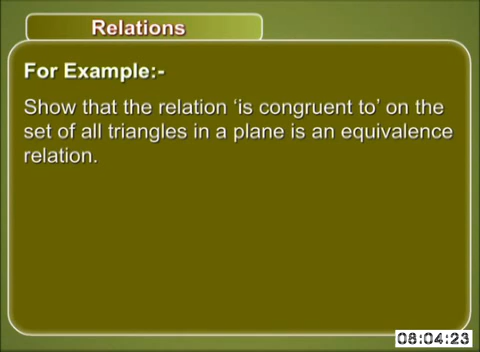 Relations
For Example:-
Show that the relation ‘is congruent to’ on the
set of all triangles in a plane is an equivalence
relation.
08:04:23